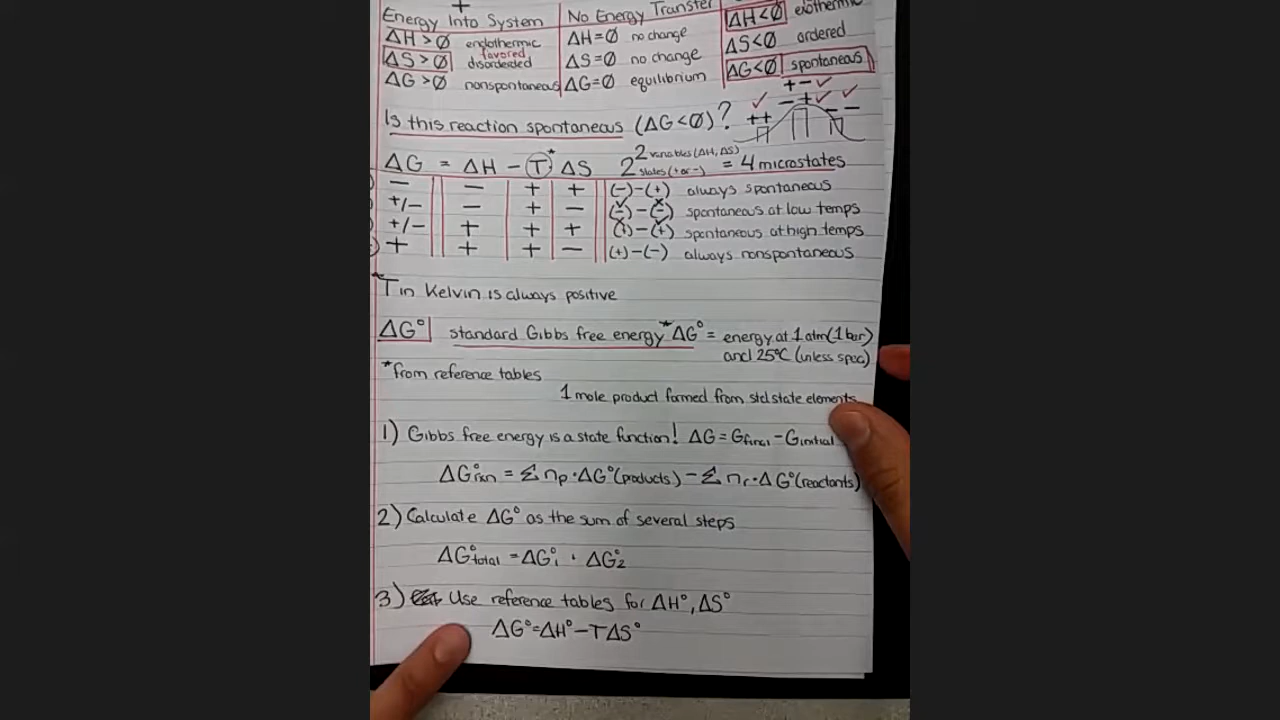 +
Energy Into System | No Energy Transfer
ΔH>0 endothermic | ΔH=0 no change | ΔH<0 exothermic
favored
ΔS>0 disordered | ΔS=0 no change | ΔS<0 ordered
ΔG>0 nonspontaneous | ΔG=0 equilibrium | ΔG<0 spontaneous
+ - ✓
✓ - + ✓ ✓
Is this reaction spontaneous (ΔG<0)? ++ - -
ΔG = ΔH - T* ΔS 2 2 variables (ΔH, ΔS) states (+ or -) = 4 microstates
- - + + (-)-(+) always spontaneous
+/- - + - (-)-(-) spontaneous at low temps
+/- + + + (+)-(+) spontaneous at high temps
+ + + - (+)-(-) always nonspontaneous
*T in Kelvin is always positive
ΔG° standard Gibbs free energy *ΔG° = energy at 1 atm (1 bar)
and 25°C (unless spec)
*from reference tables
1 mole product formed from std state elements
1) Gibbs free energy is a state function! ΔG = Gfinal - Ginitial
ΔG°rxn = Σ np·ΔG°(products) - Σ nr·ΔG°(reactants)
2) Calculate ΔG° as the sum of several steps
ΔG°total = ΔG°1 + ΔG°2
3) Use reference tables for ΔH°, ΔS°
ΔG°=ΔH°-TΔS°